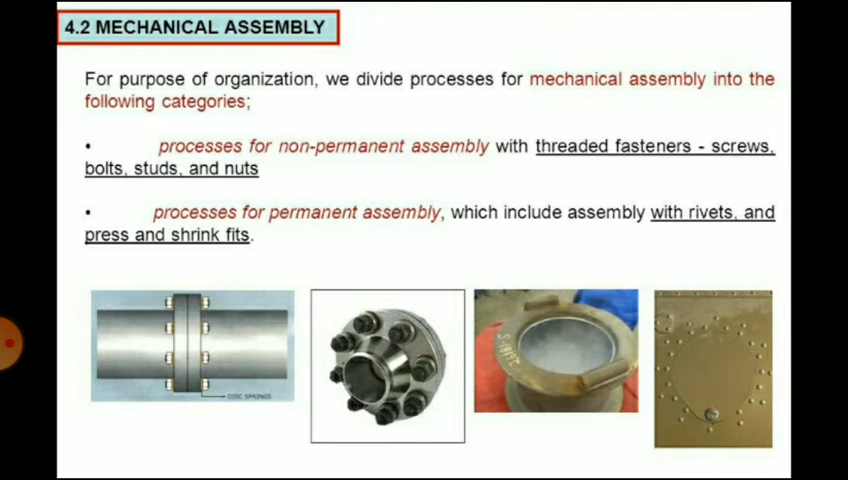 4.2 MECHANICAL ASSEMBLY
For purpose of organization, we divide processes for mechanical assembly into the
following categories;
• processes for non-permanent assembly with threaded fasteners - screws,
bolts, studs, and nuts
• processes for permanent assembly, which include assembly with rivets, and
press and shrink fits.
DISC SPRINGS